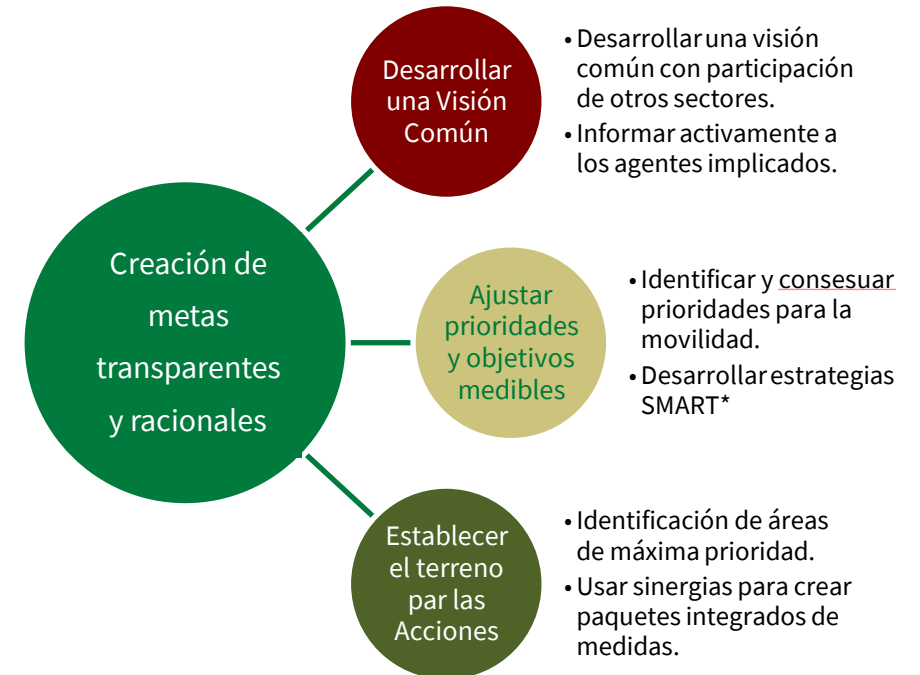 Creación de
metas
transparentes
y racionales
Desarrollar
una Visión
Común
• Desarrollar una visión
común con participación
de otros sectores.
• Informar activamente a
los agentes implicados.
Ajustar
prioridades
y objetivos
medibles
• Identificar y consesuar
prioridades para la
movilidad.
• Desarrollar estrategias
SMART*
Establecer
el terreno
par las
Acciones
• Identificación de áreas
de máxima prioridad.
• Usar sinergias para crear
paquetes integrados de
medidas.